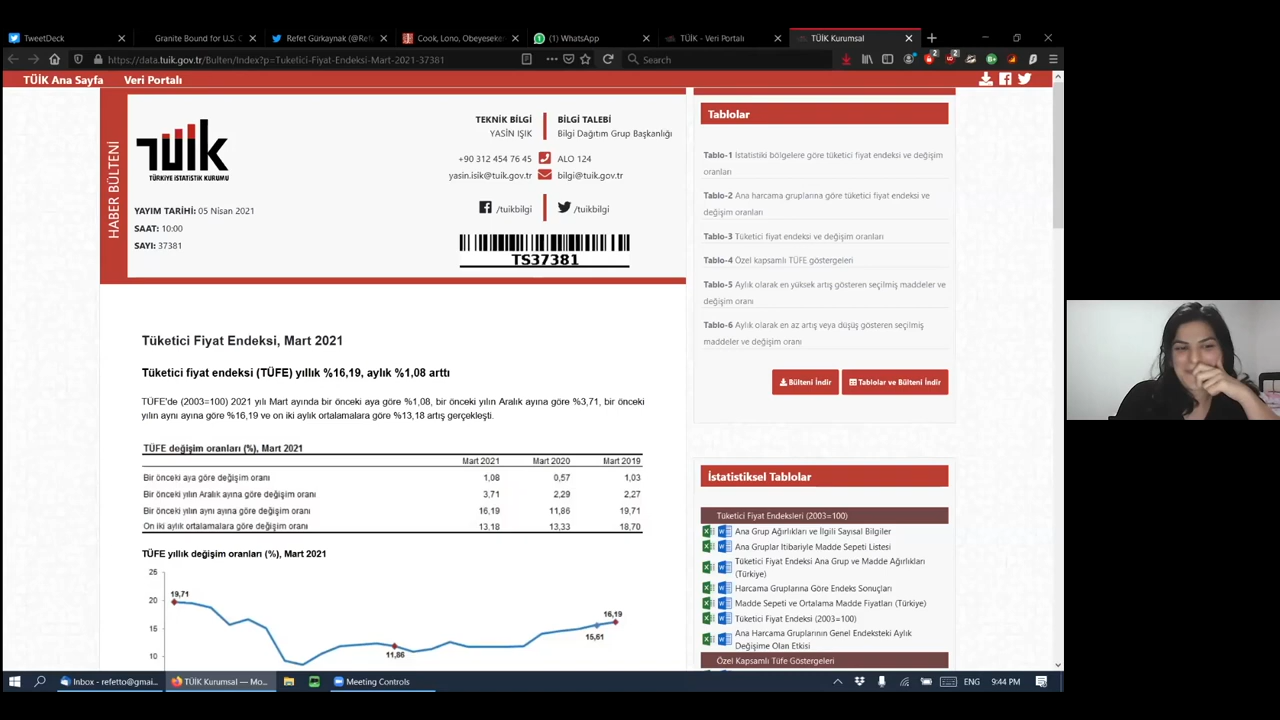 TweetDeck
Granite Bound for U.S. C
Refet Gürkaynak (@Refe
Cook, Lono, Obeyeseker
(1) WhatsApp
TÜİK - Veri Portalı
TÜİK Kurumsal
https://data.tuik.gov.tr/Bulten/Index?p=Tuketici-Fiyat-Endeksi-Mart-2021-37381
Search
TÜİK Ana Sayfa
Veri Portalı
HABER BÜLTENİ
TÜİK
TÜRKİYE İSTATİSTİK KURUMU
YAYIM TARİHİ: 05 Nisan 2021
SAAT: 10:00
SAYI: 37381
TEKNİK BİLGİ
YASİN IŞIK
+90 312 454 76 45
yasin.isik@tuik.gov.tr
/tuikbilgi
BİLGİ TALEBİ
Bilgi Dağıtım Grup Başkanlığı
ALO 124
bilgi@tuik.gov.tr
/tuikbilgi
TS37381
Tüketici Fiyat Endeksi, Mart 2021
Tüketici fiyat endeksi (TÜFE) yıllık %16,19, aylık %1,08 arttı
TÜFE'de (2003=100) 2021 yılı Mart ayında bir önceki aya göre %1,08, bir önceki yılın Aralık ayına göre %3,71, bir önceki
yılın aynı ayına göre %16,19 ve on iki aylık ortalamalara göre %13,18 artış gerçekleşti.
TÜFE değişim oranları (%), Mart 2021
Mart 2021 Mart 2020 Mart 2019
Bir önceki aya göre değişim oranı 1,08 0,57 1,03
Bir önceki yılın Aralık ayına göre değişim oranı 3,71 2,29 2,27
Bir önceki yılın aynı ayına göre değişim oranı 16,19 11,86 19,71
On iki aylık ortalamalara göre değişim oranı 13,18 13,33 18,70
TÜFE yıllık değişim oranları (%), Mart 2021
25
20
15
10
19,71
11,86
15,61
16,19
Tablolar
Tablo-1 İstatistiki bölgelere göre tüketici fiyat endeksi ve değişim
oranları
Tablo-2 Ana harcama gruplarına göre tüketici fiyat endeksi ve
değişim oranları
Tablo-3 Tüketici fiyat endeksi ve değişim oranları
Tablo-4 Özel kapsamlı TÜFE göstergeleri
Tablo-5 Aylık olarak en yüksek artış gösteren seçilmiş maddeler ve
değişim oranı
Tablo-6 Aylık olarak en az artış veya düşüş gösteren seçilmiş
maddeler ve değişim oranı
Bülteni İndir
Tablolar ve Bülteni İndir
İstatistiksel Tablolar
Tüketici Fiyat Endeksleri (2003=100)
Ana Grup Ağırlıkları ve İlgili Sayısal Bilgiler
Ana Gruplar İtibariyle Madde Sepeti Listesi
Tüketici Fiyat Endeksi Ana Grup ve Madde Ağırlıkları
(Türkiye)
Harcama Gruplarına Göre Endeks Sonuçları
Madde Sepeti ve Ortalama Madde Fiyatları (Türkiye)
Tüketici Fiyat Endeksi (2003=100)
Ana Harcama Gruplarının Genel Endeksteki Aylık
Değişime Olan Etkisi
Özel Kapsamlı Tüfe Göstergeleri
Inbox - refetto@gmai...
TÜİK Kurumsal — Mo...
Meeting Controls
ENG
9:44 PM